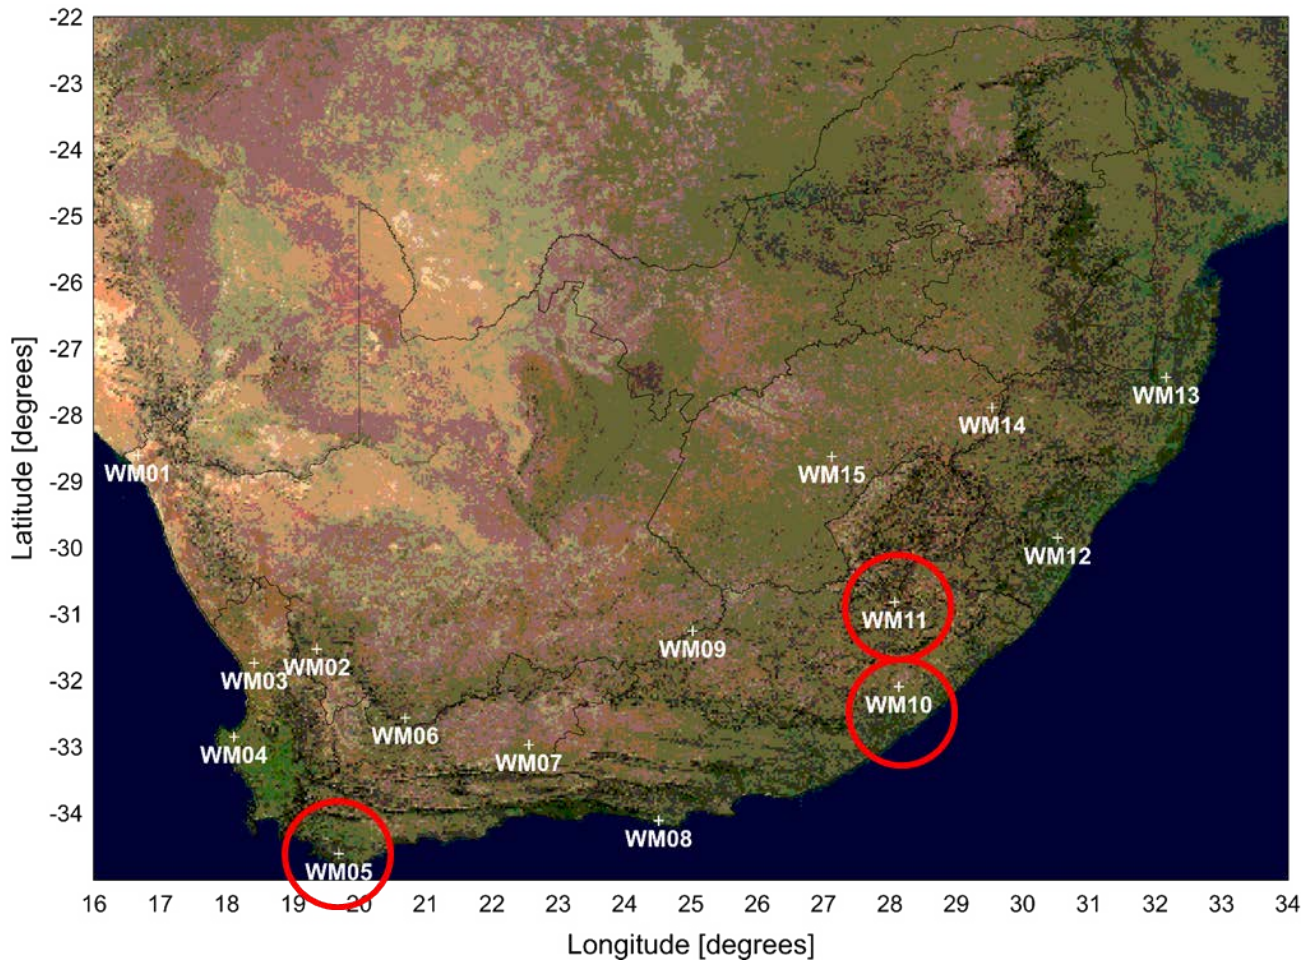 -22
-23
-24
-25
-26
-27
-28
-29
-30
-31
-32
-33
-34
Latitude [degrees]
WM13
WM14
WM01
WM15
WM12
WM11
WM09
WM02
WM03
WM10
WM06
WM04
WM07
WM08
WM05
16 17 18 19 20 21 22 23 24 25 26 27 28 29 30 31 32 33 34
Longitude [degrees]